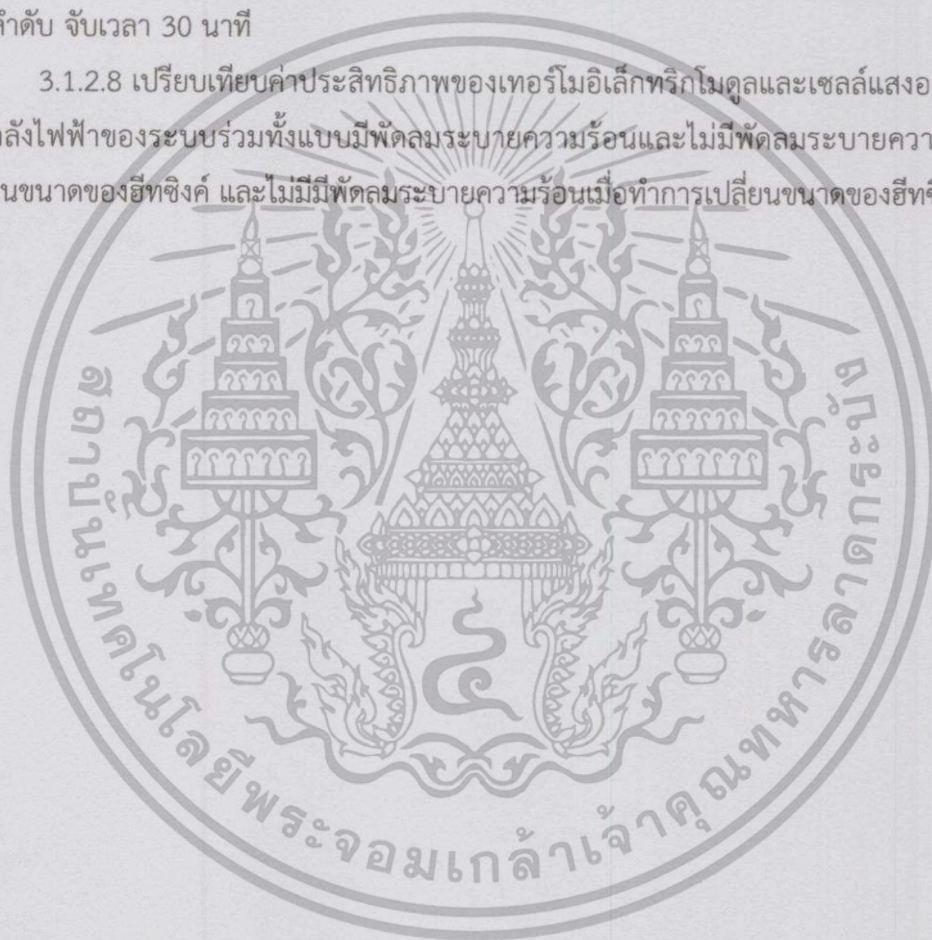 ลำดับ จับเวลา 30 นาที
3.1.2.8 เปรียบเทียบค่าประสิทธิภาพของเทอร์โมอิเล็กทริกโมดูลและเซลล์แสงอ
ลังไฟฟ้าของระบบร่วมทั้งแบบมีพัดลมระบายความร้อนและไม่มีพัดลมระบายควา
นขนาดของฮีทซิงค์ และไม่มีมีพัดลมระบายความร้อนเมื่อทำการเปลี่ยนขนาดของฮีทซิ
สถาบันเทคโนโลยีพระจอมเกล้าเจ้าคุณทหารลาดกระบัง
๔